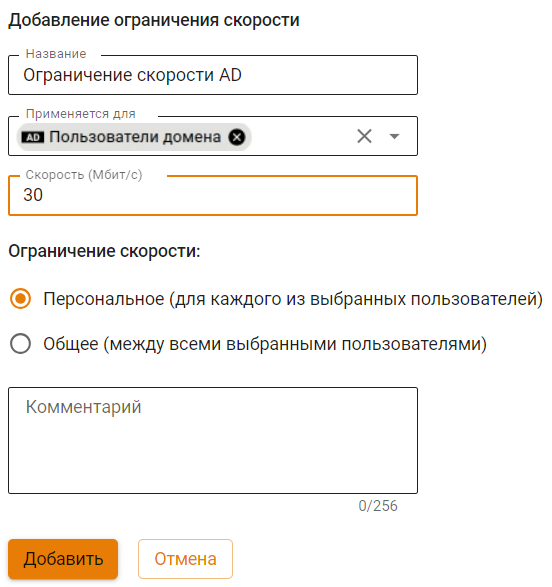 Добавление ограничения скорости
Название
Ограничение скорости AD
Применяется для
AD Пользователи домена
Скорость (Мбит/с)
30
Ограничение скорости:
Персональное (для каждого из выбранных пользователей)
Общее (между всеми выбранными пользователями)
Комментарий
0/256
Добавить Отмена